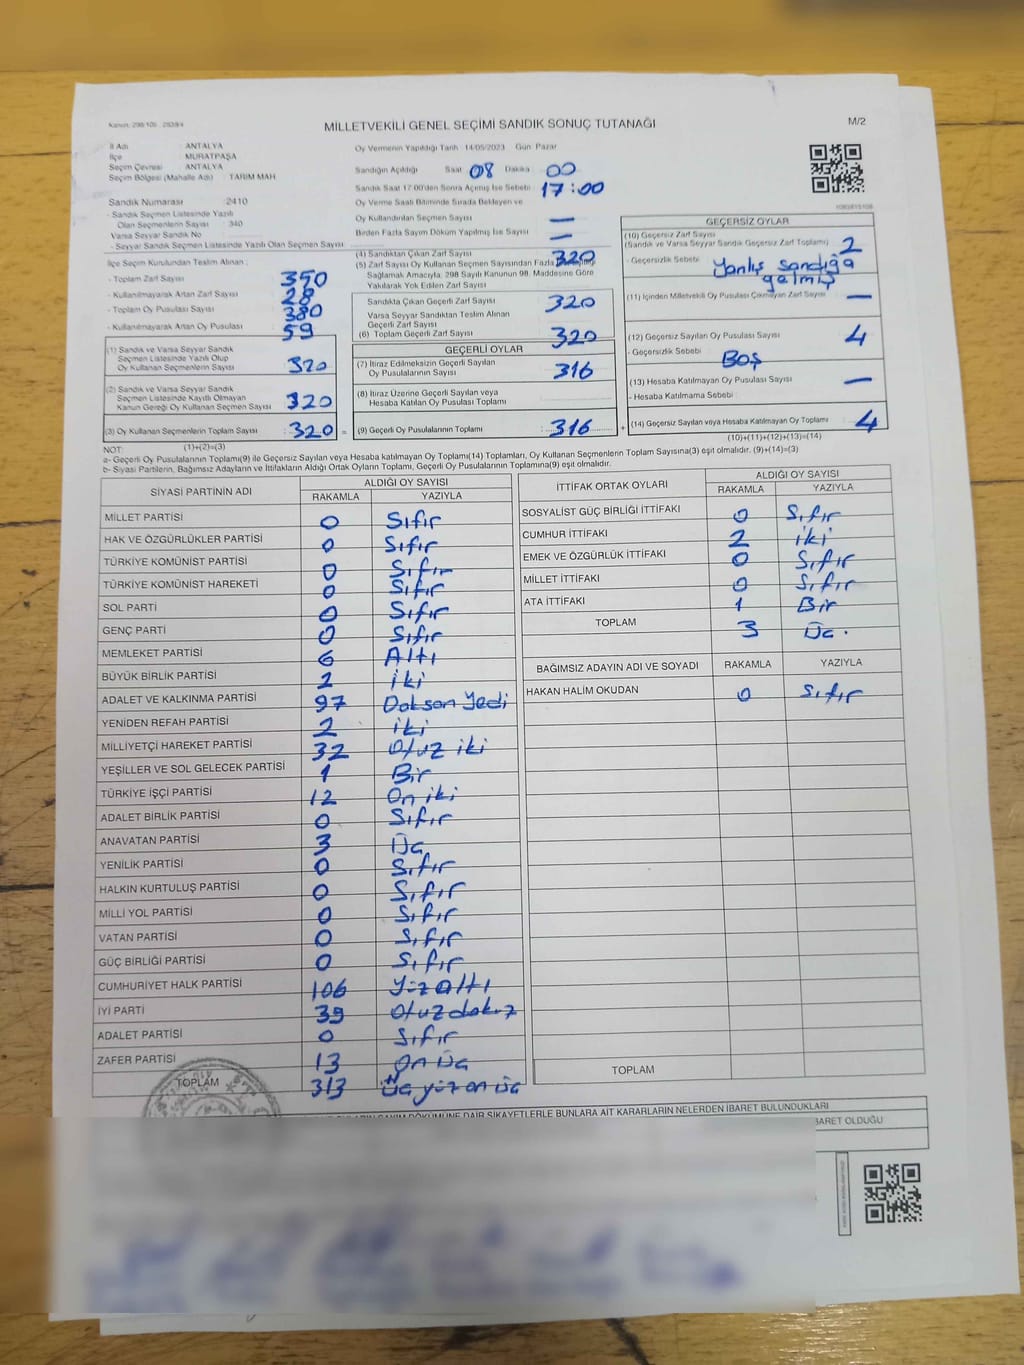 Kanun: 298/105 - 2839/4
MİLLETVEKİLİ GENEL SEÇİMİ SANDIK SONUÇ TUTANAĞI
M/2
İl Adı ANTALYA
İlçe MURATPAŞA
Seçim Çevresi ANTALYA
Seçim Bölgesi (Mahalle Adı) : TARIM MAH.
Sandık Numarası : 2410
- Sandık Seçmen Listesinde Yazılı
Olan Seçmenlerin Sayısı : 340
Varsa Seyyar Sandık No
- Seyyar Sandık Seçmen Listesinde Yazılı Olan Seçmen Sayısı:
Oy Vermenin Yapıldığı Tarih : 14/05/2023 Gün: Pazar
Sandığın Açıldığı Saat 08 Dakika 00
Sandık Saat 17:00'den Sonra Açılmış İse Sebebi : 17:00
Oy Verme Saati Bitiminde Sırada Bekleyen ve
Oy Kullandırılan Seçmen Sayısı —
Birden Fazla Sayım Döküm Yapılmış İse Sayısı —
İlçe Seçim Kurulundan Teslim Alınan ;
- Toplam Zarf Sayısı 350
- Kullanılmayarak Artan Zarf Sayısı 28
- Toplam Oy Pusulası Sayısı 380
- Kullanılmayarak Artan Oy Pusulası 59
(1) Sandık ve Varsa Seyyar Sandık
Seçmen Listesinde Yazılı Olup
Oy Kullanan Seçmenlerin Sayısı : 320
(2) Sandık ve Varsa Seyyar Sandık
Seçmen Listesinde Kayıtlı Olmayan
Kanun Gereği Oy Kullanan Seçmen Sayısı : 320
(3) Oy Kullanan Seçmenlerin Toplam Sayısı : 320 =
(4) Sandıktan Çıkan Zarf Sayısı 320
(5) Zarf Sayısı Oy Kullanan Seçmen Sayısından Fazla
Sağlamak Amacıyla, 298 Sayılı Kanunun 98. Maddesine Göre
Yakılarak Yok Edilen Zarf Sayısı
Sandıkta Çıkan Geçerli Zarf Sayısı 320
Varsa Seyyar Sandıktan Teslim Alınan
Geçerli Zarf Sayısı
(6) Toplam Geçerli Zarf Sayısı 320
GEÇERLİ OYLAR
(7) İtiraz Edilmeksizin Geçerli Sayılan
Oy Pusulalarının Sayısı 316
(8) İtiraz Üzerine Geçerli Sayılan veya
Hesaba Katılan Oy Pusulası Toplamı
(9) Geçerli Oy Pusulalarının Toplamı : 316 +
GEÇERSİZ OYLAR
(10) Geçersiz Zarf Sayısı
(Sandık ve Varsa Seyyar Sandık Geçersiz Zarf Toplamı) : 2
- Geçersizlik Sebebi : Yanlış sandığa
gelmiş
(11) İçinden Milletvekili Oy Pusulası Çıkmayan Zarf Sayısı —
(12) Geçersiz Sayılan Oy Pusulası Sayısı 4
- Geçersizlik Sebebi : Boş
(13) Hesaba Katılmayan Oy Pusulası Sayısı —
- Hesaba Katılmama Sebebi
(14) Geçersiz Sayılan veya Hesaba Katılmayan Oy Toplamı : 4
NOT: (1)+(2)=(3)
(10)+(11)+(12)+(13)=(14)
a- Geçerli Oy Pusulaları Toplamı(9) ile Geçersiz Sayılan veya Hesaba Katılmayan Oy Toplamı(14) Toplamları, Oy Kullanan Seçmenlerin Toplam Sayısına(3) eşit olmalıdır. (9)+(14)=(3)
b- Siyasi Partilerin, Bağımsız Adayların ve İttifakların Aldığı Ortak Oyların Toplamı, Geçerli Oy Pusulalarının Toplamına(9) eşit olmalıdır.
SİYASİ PARTİNİN ADI ALDIĞI OY SAYISI
RAKAMLA YAZIYLA
MİLLET PARTİSİ 0 Sıfır
HAK VE ÖZGÜRLÜKLER PARTİSİ 0 Sıfır
TÜRKİYE KOMÜNİST PARTİSİ 0 Sıfır
TÜRKİYE KOMÜNİST HAREKETİ 0 Sıfır
SOL PARTİ 0 Sıfır
GENÇ PARTİ 0 Sıfır
MEMLEKET PARTİSİ 6 Altı
BÜYÜK BİRLİK PARTİSİ 2 iki
ADALET VE KALKINMA PARTİSİ 97 Doksan Yedi
YENİDEN REFAH PARTİSİ 2 iki
MİLLİYETÇİ HAREKET PARTİSİ 32 Otuz iki
YEŞİLLER VE SOL GELECEK PARTİSİ 1 Bir
TÜRKİYE İŞÇİ PARTİSİ 12 On iki
ADALET BİRLİK PARTİSİ 0 Sıfır
ANAVATAN PARTİSİ 3 Üç
YENİLİK PARTİSİ 0 Sıfır
HALKIN KURTULUŞ PARTİSİ 0 Sıfır
MİLLİ YOL PARTİSİ 0 Sıfır
VATAN PARTİSİ 0 Sıfır
GÜÇ BİRLİĞİ PARTİSİ 0 Sıfır
CUMHURİYET HALK PARTİSİ 106 Yüz altı
İYİ PARTİ 39 Otuz dokuz
ADALET PARTİSİ 0 Sıfır
ZAFER PARTİSİ 13 On üç
TOPLAM 313 Üç yüz on üç
İTTİFAK ORTAK OYLARI ALDIĞI OY SAYISI
RAKAMLA YAZIYLA
SOSYALİST GÜÇ BİRLİĞİ İTTİFAKI 0 Sıfır
CUMHUR İTTİFAKI 2 iki
EMEK VE ÖZGÜRLÜK İTTİFAKI 0 Sıfır
MİLLET İTTİFAKI 0 Sıfır
ATA İTTİFAKI 1 Bir
TOPLAM 3 Üç.
BAĞIMSIZ ADAYIN ADI VE SOYADI RAKAMLA YAZIYLA
HAKAN HALİM OKUDAN 0 Sıfır
TOPLAM
DÖKÜMÜNE DAİR ŞİKAYETLERLE BUNLARA AİT KARARLARIN NELERDEN İBARET BULUNDUKLARI
İBARET OLDUĞU